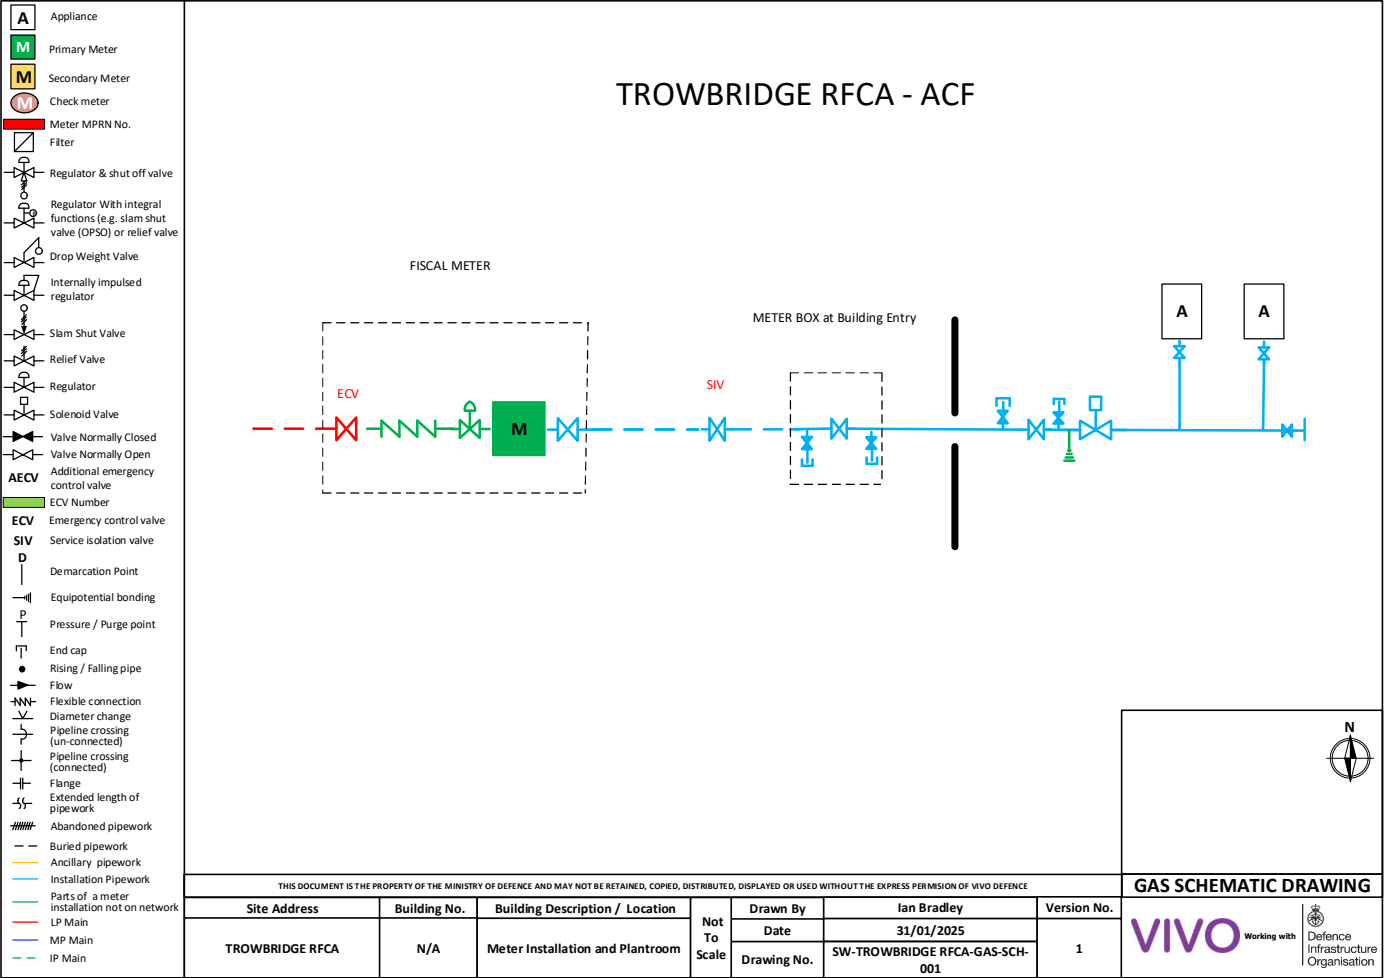 A Appliance
M Primary Meter
M Secondary Meter
M Check meter
Meter MPRN No.
Filter
Regulator & shut off valve
Regulator With integral
functions (e.g. slam shut
valve (OPSO) or relief valve
Drop Weight Valve
Internally impulsed
regulator
Slam Shut Valve
Relief Valve
Regulator
Solenoid Valve
Valve Normally Closed
Valve Normally Open
AECV Additional emergency
control valve
ECV Number
ECV Emergency control valve
SIV Service isolation valve
D
Demarcation Point
Equipotential bonding
P
Pressure / Purge point
End cap
Rising / Falling pipe
Flow
Flexible connection
Diameter change
Pipeline crossing
(un-connected)
Pipeline crossing
(connected)
Flange
Extended length of
pipework
Abandoned pipework
Buried pipework
Ancillary pipework
Installation Pipework
Parts of a meter
installation not on network
LP Main
MP Main
IP Main
TROWBRIDGE RFCA - ACF
FISCAL METER
METER BOX at Building Entry
ECV
M
SIV
A
A
N
THIS DOCUMENT IS THE PROPERTY OF THE MINISTRY OF DEFENCE AND MAY NOT BE RETAINED, COPIED, DISTRIBUTED, DISPLAYED OR USED WITHOUT THE EXPRESS PERMISION OF VIVO DEFENCE
Site Address
TROWBRIDGE RFCA
Building No.
N/A
Building Description / Location
Meter Installation and Plantroom
Not
To
Scale
Drawn By
Ian Bradley
Date
31/01/2025
Drawing No.
SW-TROWBRIDGE RFCA-GAS-SCH-
001
Version No.
1
GAS SCHEMATIC DRAWING
VIVO Working with
Defence
Infrastructure
Organisation